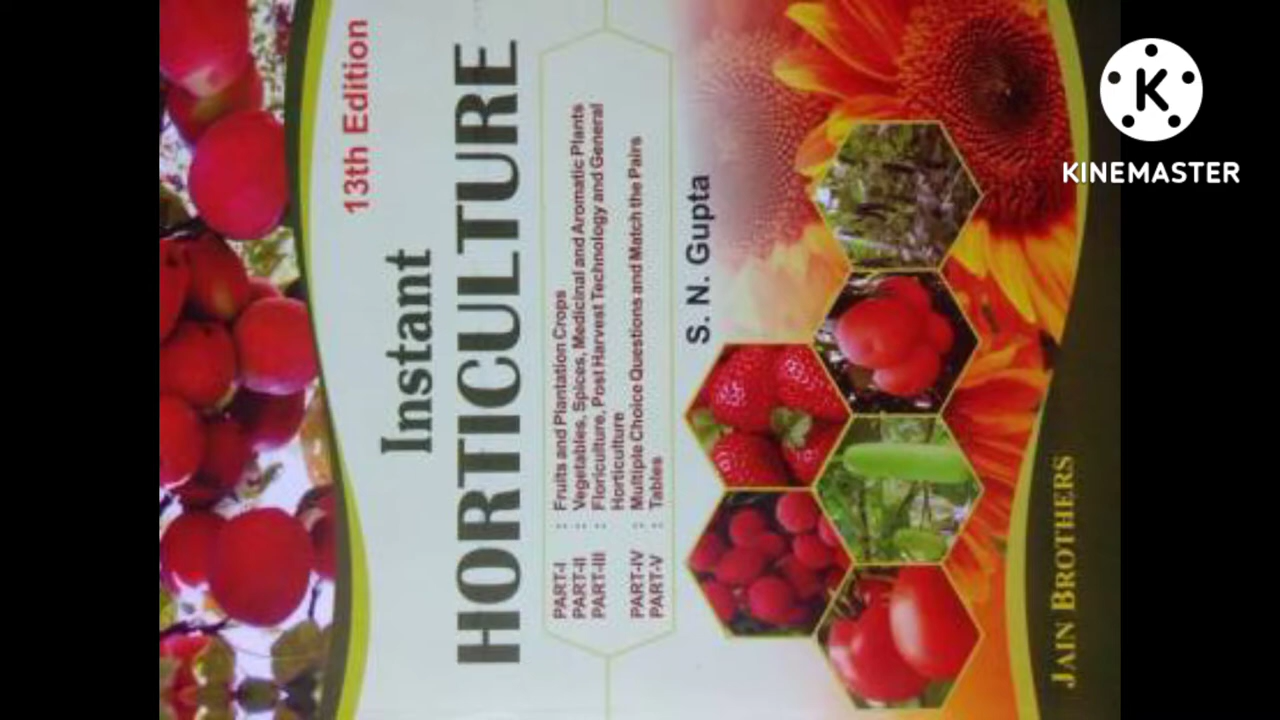 13th Edition
Instant
HORTICULTURE
PART-I : Fruits and Plantation Crops
PART-II : Vegetables, Spices, Medicinal and Aromatic Plants
PART-III : Floriculture, Post Harvest Technology and General
Horticulture
PART-IV : Multiple Choice Questions and Match the Pairs
PART-V : Tables
S. N. Gupta
JAIN BROTHERS
K
KINEMASTER